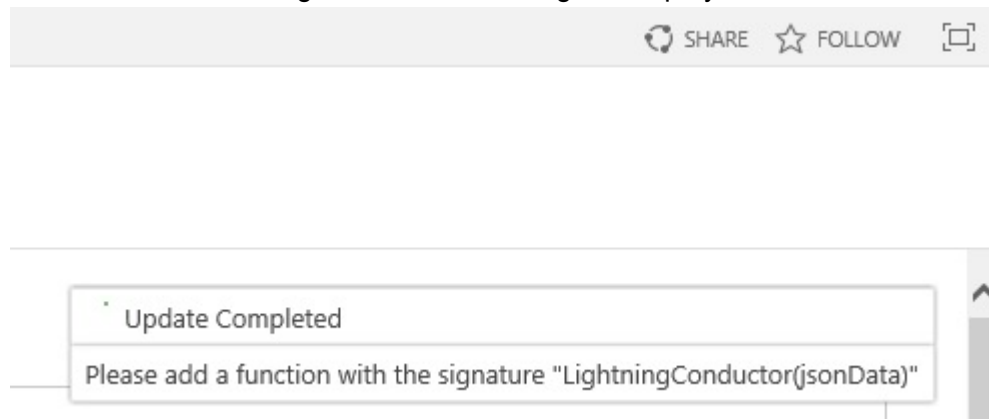 SHARE FOLLOW
Update Completed
Please add a function with the signature "LightningConductor(jsonData)"